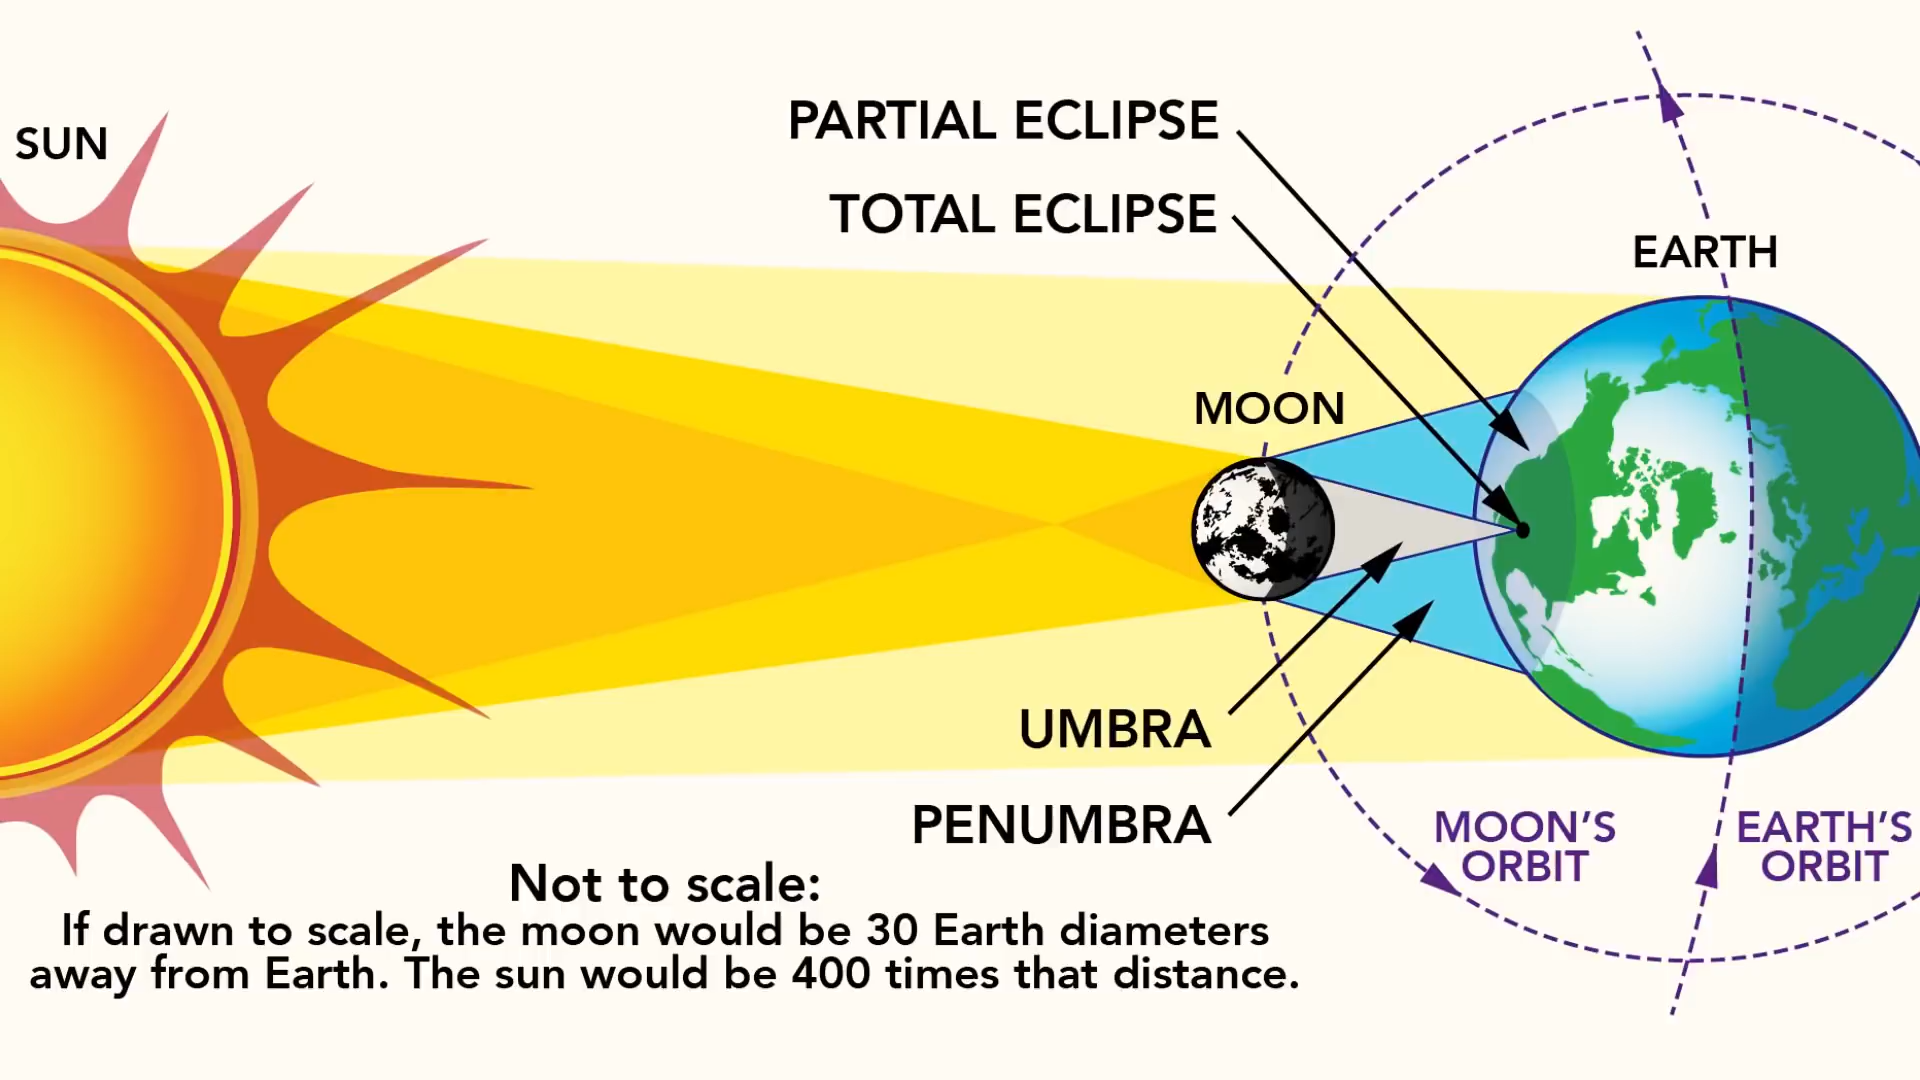 SUN
PARTIAL ECLIPSE
TOTAL ECLIPSE
EARTH
MOON
UMBRA
PENUMBRA
MOON'S
ORBIT
EARTH'S
ORBIT
Not to scale:
If drawn to scale, the moon would be 30 Earth diameters
away from Earth. The sun would be 400 times that distance.